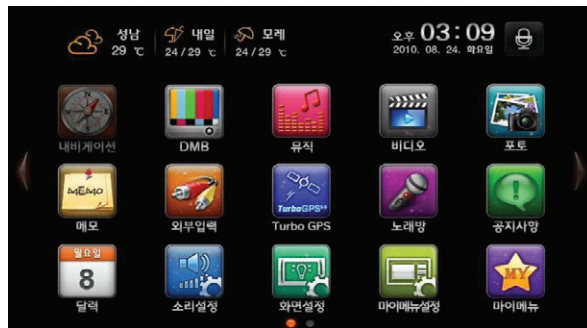 성남 내일 모레
29 ℃ 24 / 29 ℃ 24 / 29 ℃
오후 03:09
2010. 08. 24. 화요일
내비게이션 DMB 뮤직 비디오 포토
MEMO
TurboGPS
메모 외부입력 Turbo GPS 노래방 공지사항
월요일
8
MY
달력 소리설정 화면설정 마이메뉴설정 마이메뉴